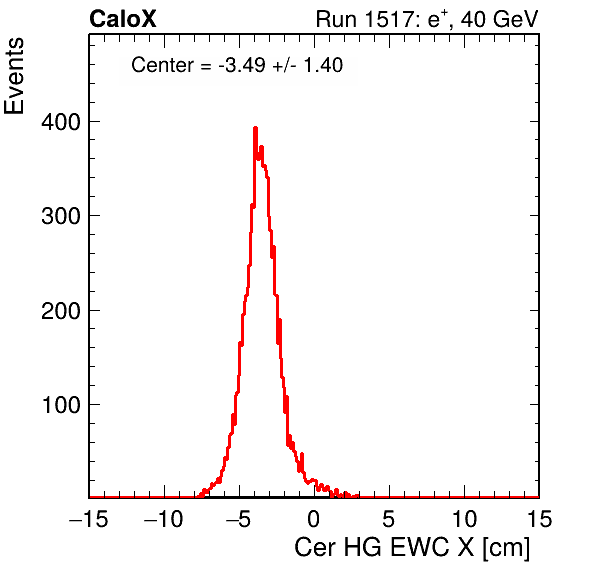 CaloX Run 1517: e⁺, 40 GeV
Center = -3.49 +/- 1.40
Events
400
300
200
100
−15 −10 −5 0 5 10 15
Cer HG EWC X [cm]